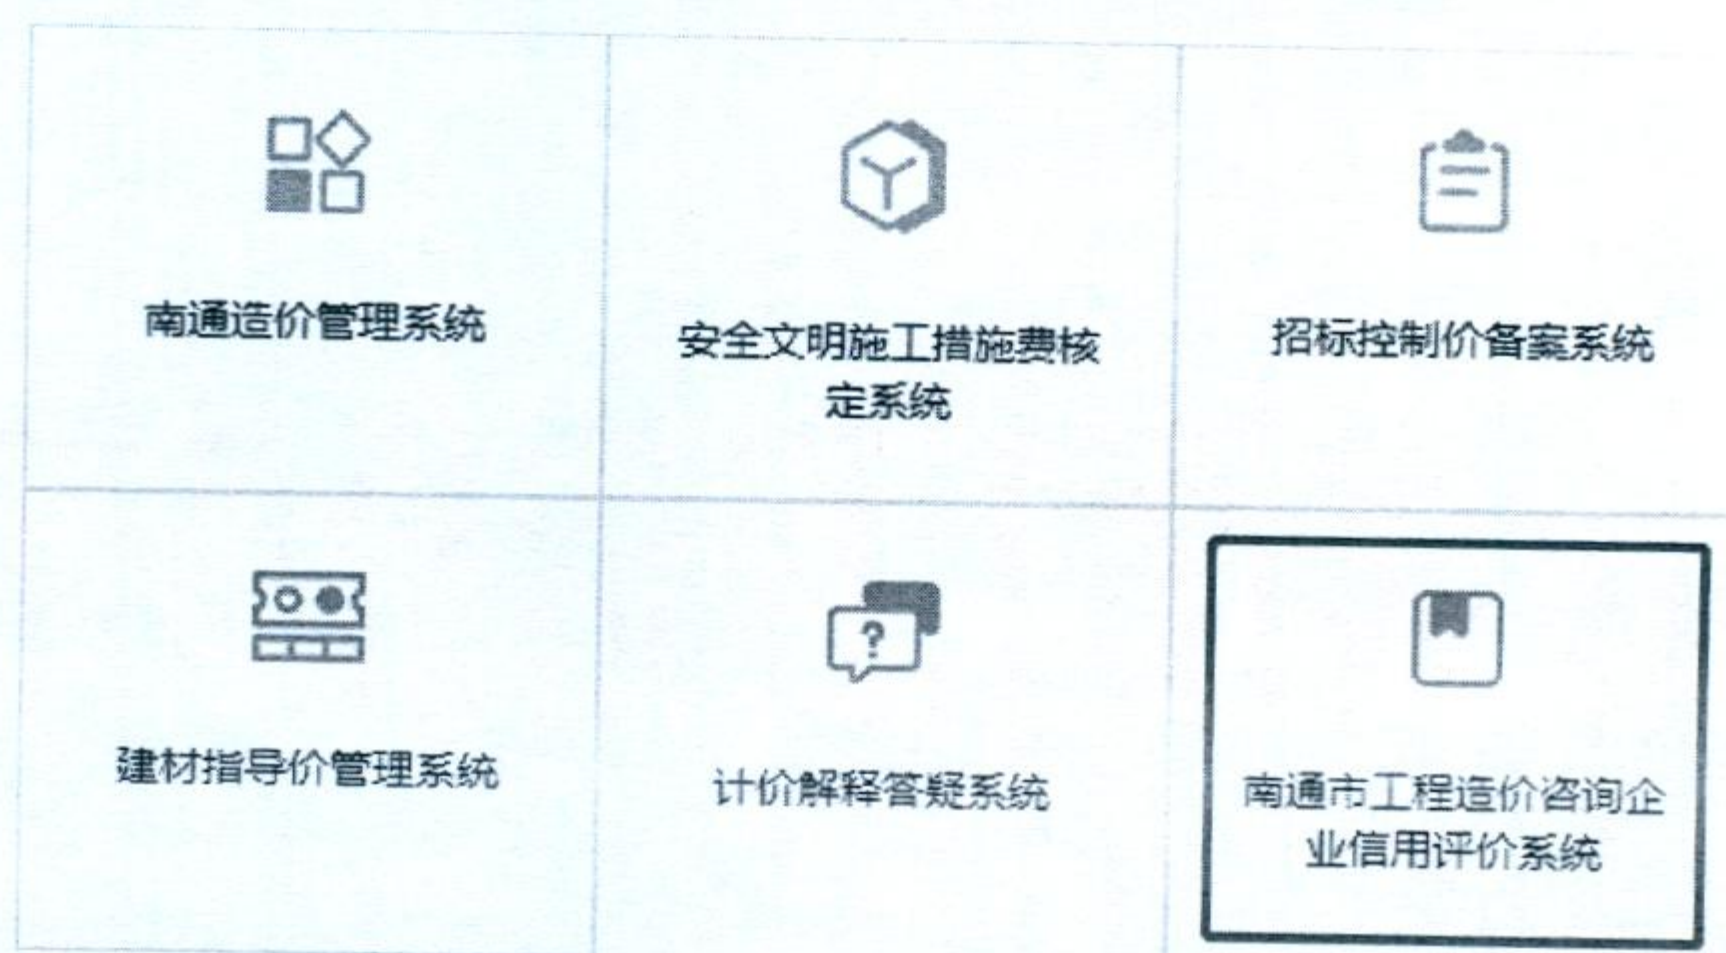 南通造价管理系统
安全文明施工措施费核
定系统
招标控制价备案系统
建材指导价管理系统
?
计价解释答疑系统
南通市工程造价咨询企
业信用评价系统